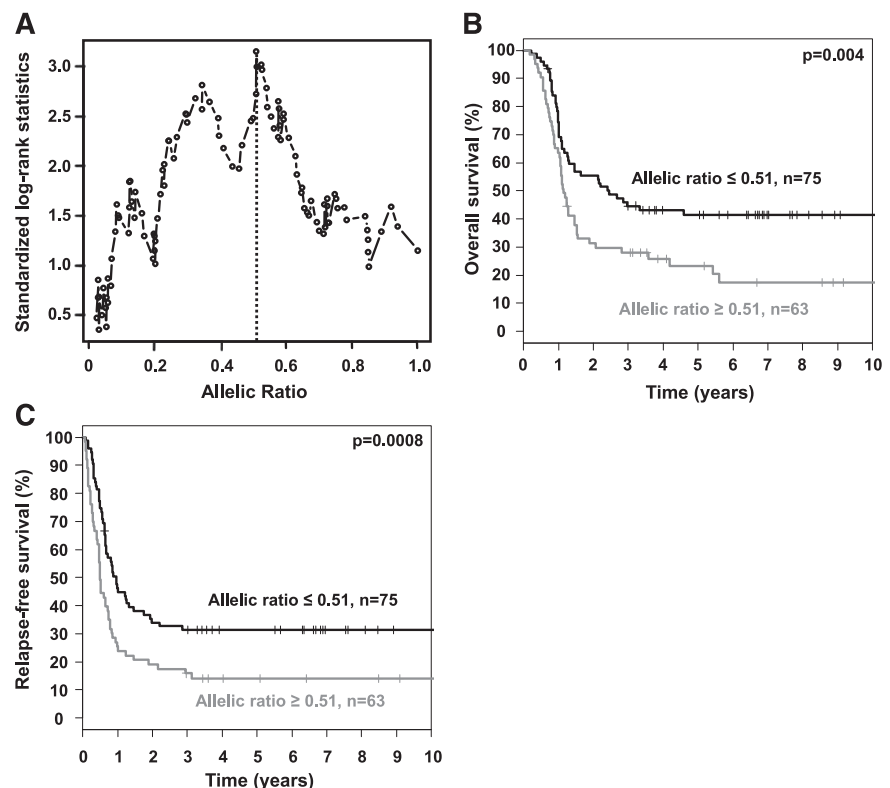 A
Standardized log-rank statistics
3.0
2.5
2.0
1.5
1.0
0.5
0 0.2 0.4 0.6 0.8 1.0
Allelic Ratio
B
p=0.004
Overall survival (%)
100
90
80
70
60
50
40
30
20
10
0
Allelic ratio ≤ 0.51, n=75
Allelic ratio ≥ 0.51, n=63
0 1 2 3 4 5 6 7 8 9 10
Time (years)
C
p=0.0008
Relapse-free survival (%)
100
90
80
70
60
50
40
30
20
10
0
Allelic ratio ≤ 0.51, n=75
Allelic ratio ≥ 0.51, n=63
0 1 2 3 4 5 6 7 8 9 10
Time (years)